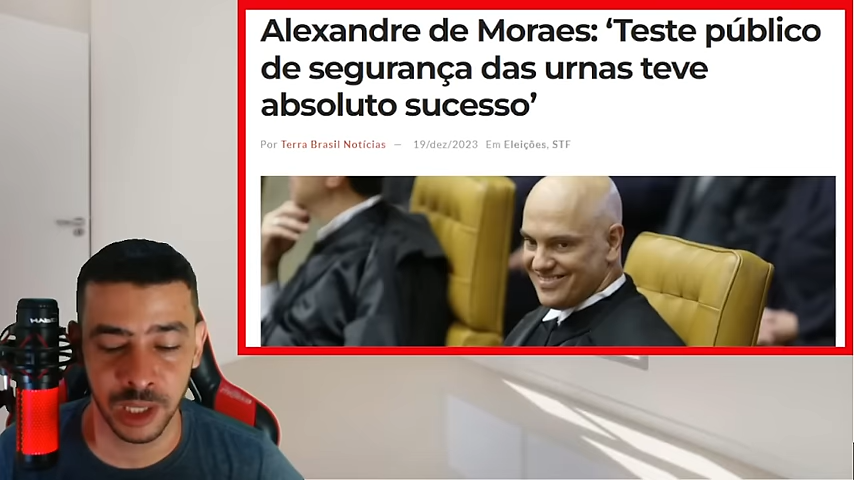 Alexandre de Moraes: ‘Teste público
de segurança das urnas teve
absoluto sucesso’
Por Terra Brasil Notícias — 19/dez/2023 Em Eleições, STF